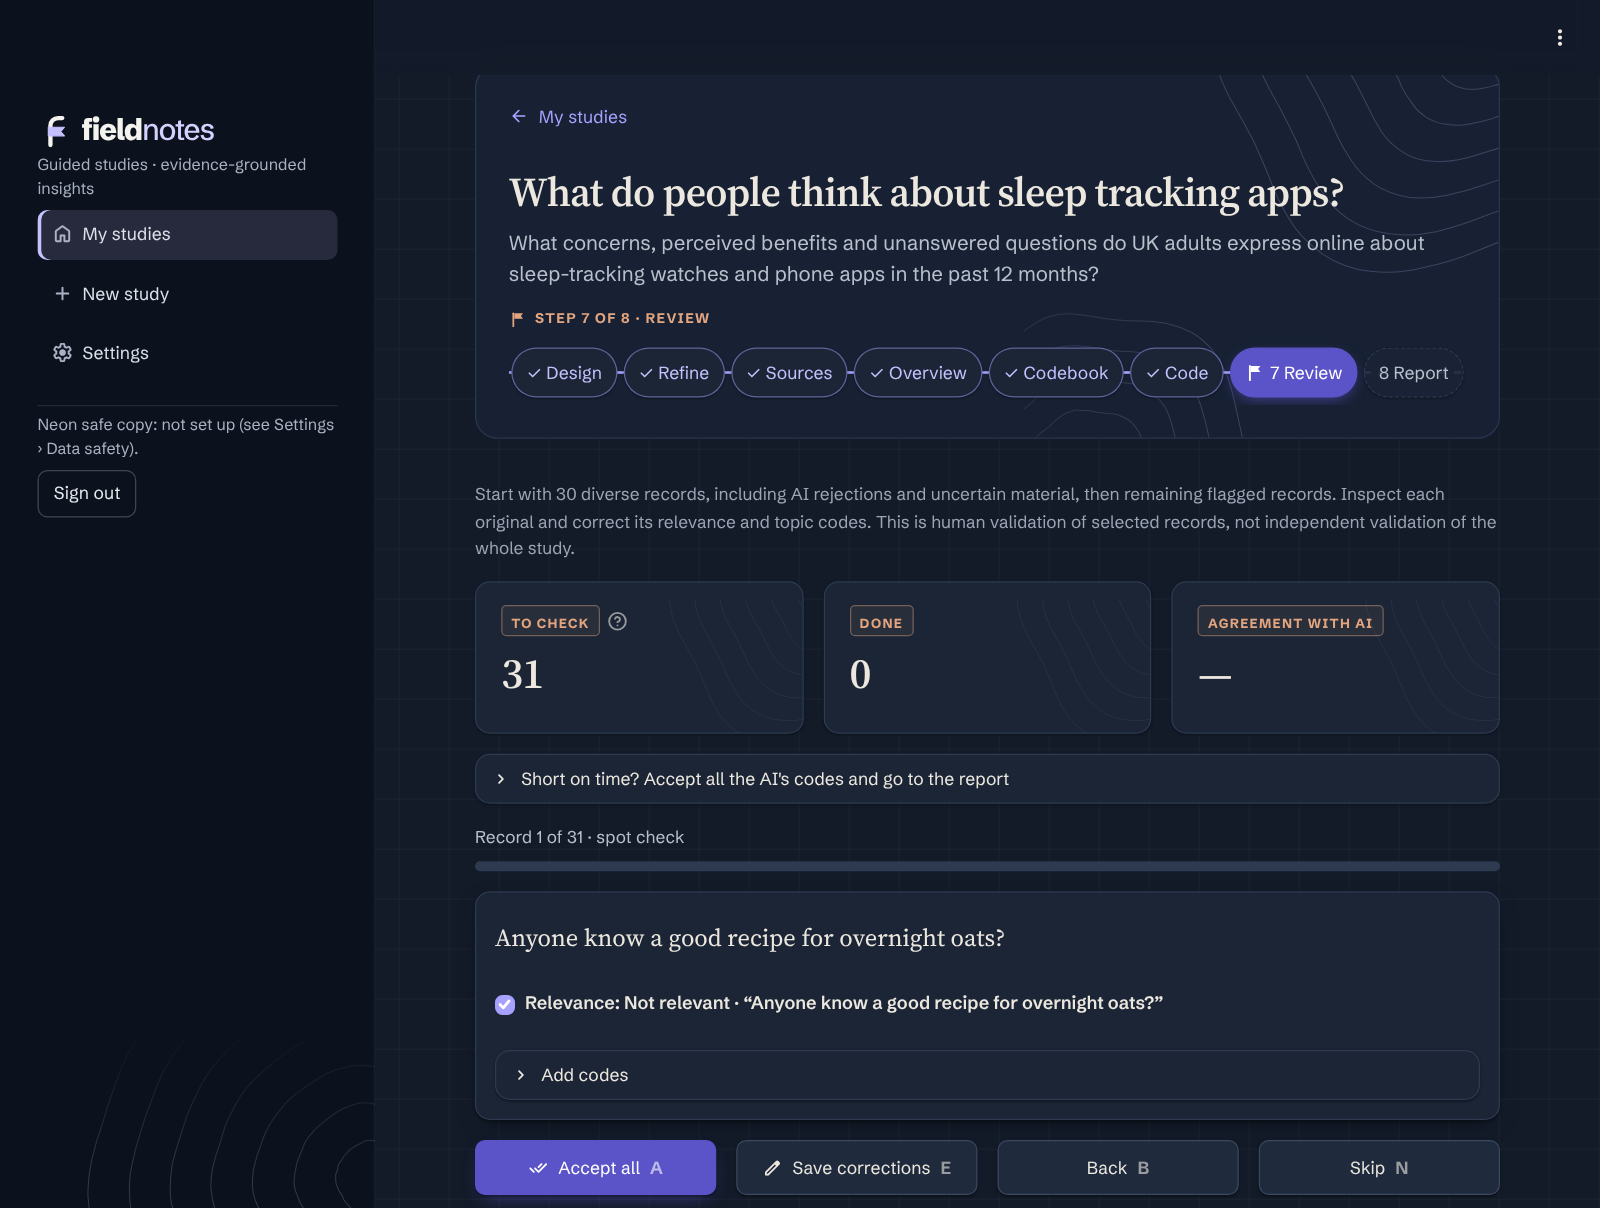 fieldnotes
Guided studies · evidence-grounded
insights
My studies
New study
Settings
Neon safe copy: not set up (see Settings
› Data safety).
Sign out
My studies
What do people think about sleep tracking apps?
What concerns, perceived benefits and unanswered questions do UK adults express online about
sleep-tracking watches and phone apps in the past 12 months?
STEP 7 OF 8 · REVIEW
Design Refine Sources Overview Codebook Code 7 Review 8 Report
Start with 30 diverse records, including AI rejections and uncertain material, then remaining flagged records. Inspect each
original and correct its relevance and topic codes. This is human validation of selected records, not independent validation of the
whole study.
TO CHECK
31
DONE
0
AGREEMENT WITH AI
—
Short on time? Accept all the AI's codes and go to the report
Record 1 of 31 · spot check
Anyone know a good recipe for overnight oats?
Relevance: Not relevant · “Anyone know a good recipe for overnight oats?”
Add codes
Accept all A Save corrections E Back B Skip N